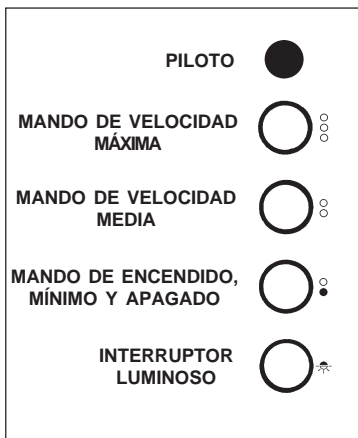 PILOTO
MANDO DE VELOCIDAD
MÁXIMA
MANDO DE VELOCIDAD
MEDIA
MANDO DE ENCENDIDO,
MÍNIMO Y APAGADO
INTERRUPTOR
LUMINOSO